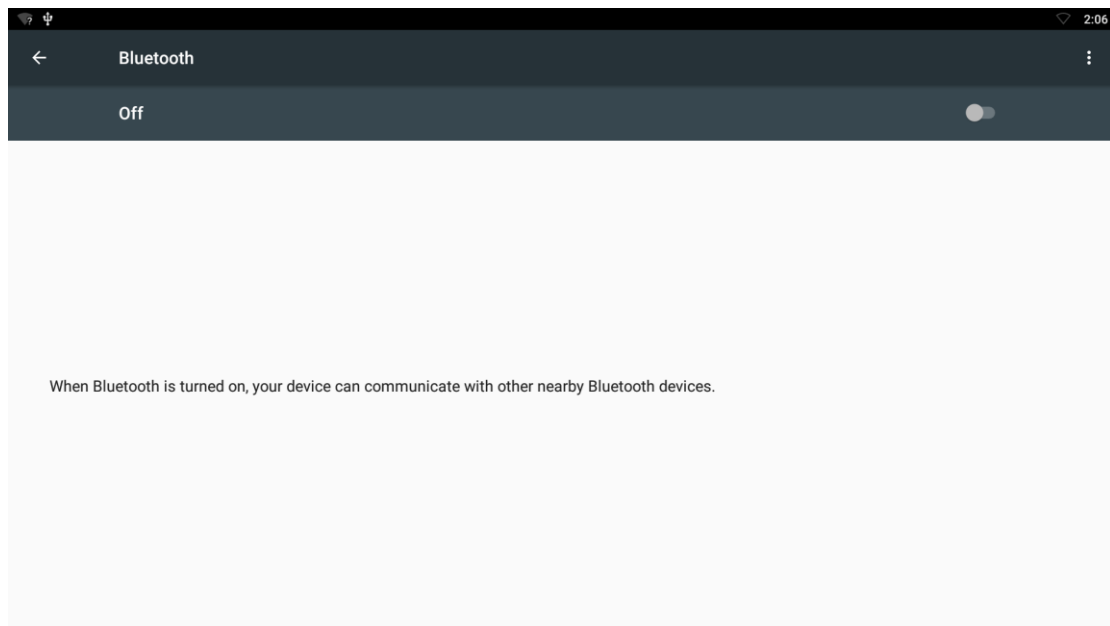 2:06
Bluetooth
Off
When Bluetooth is turned on, your device can communicate with other nearby Bluetooth devices.